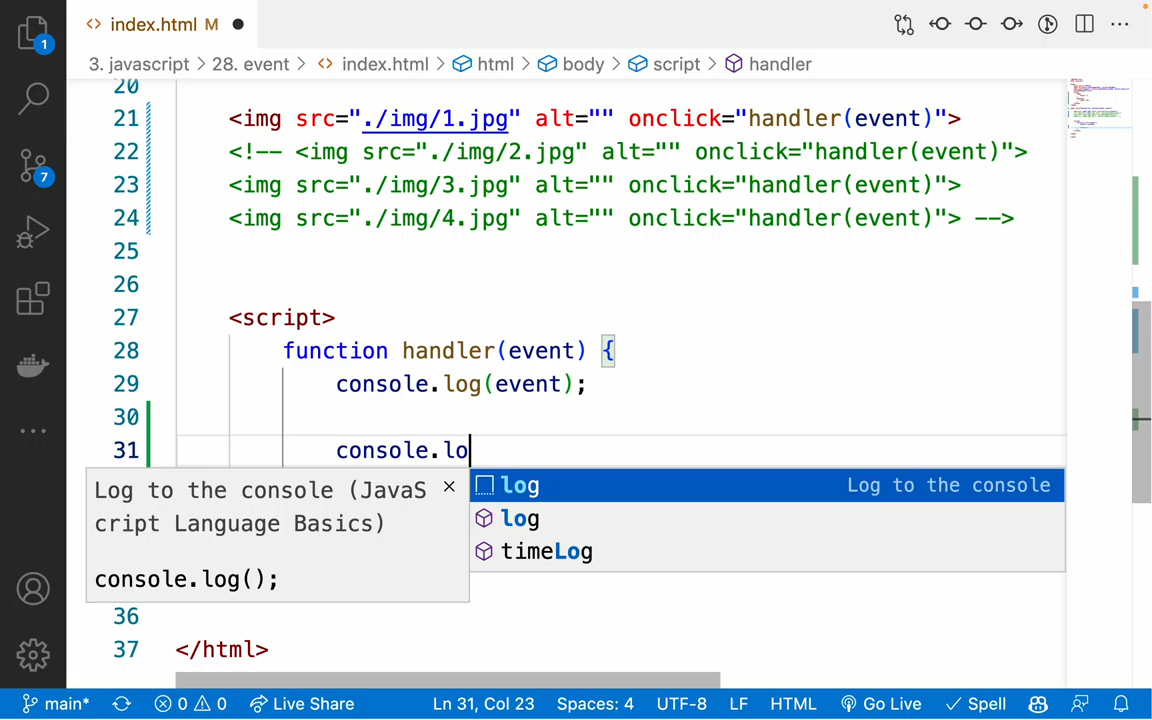 index.html M
3. javascript > 28. event > index.html > html > body > script > handler
20
21 <img src="./img/1.jpg" alt="" onclick="handler(event)">
22 <!-- <img src="./img/2.jpg" alt="" onclick="handler(event)">
23 <img src="./img/3.jpg" alt="" onclick="handler(event)">
24 <img src="./img/4.jpg" alt="" onclick="handler(event)"> -->
25
26
27 <script>
28 function handler(event) {
29 console.log(event);
30
31 console.lo
Log to the console (JavaS
cript Language Basics)
console.log();
log Log to the console
log
timeLog
36
37 </html>
1
7
main* 0 0 Live Share Ln 31, Col 23 Spaces: 4 UTF-8 LF HTML Go Live Spell